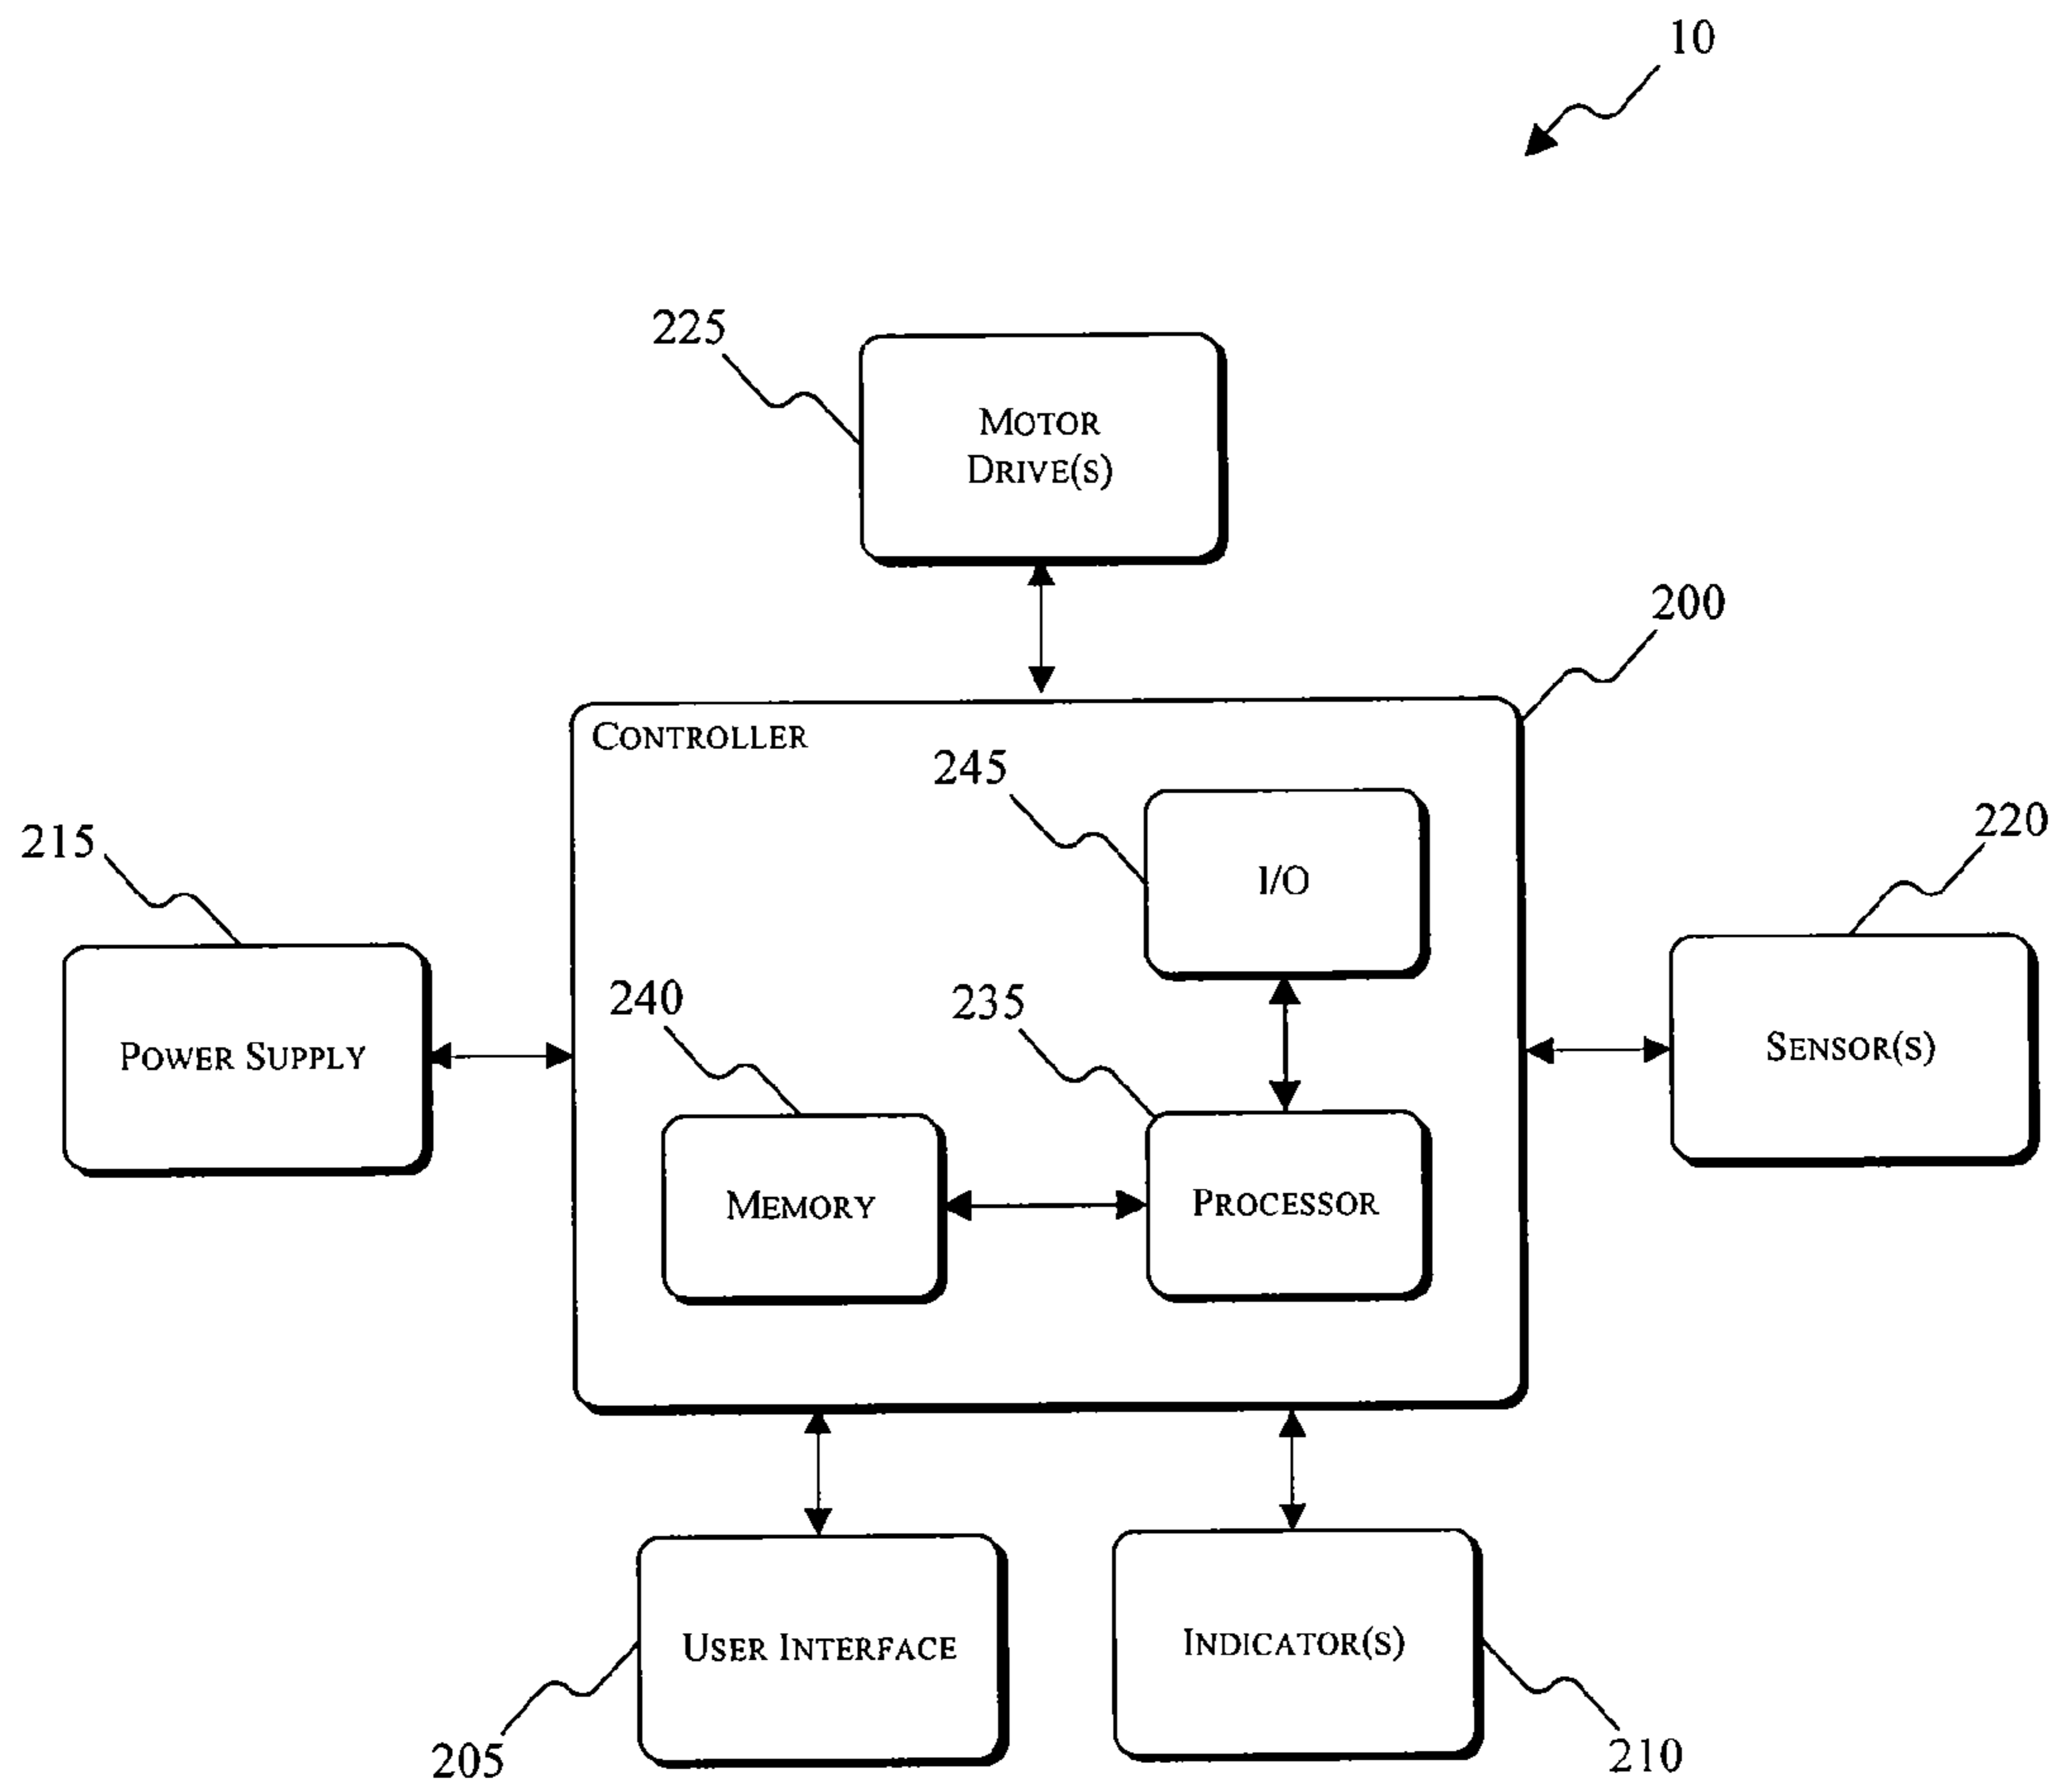 10
225
MOTOR
DRIVE(S)
200
CONTROLLER
245
I/O
215
220
240
235
POWER SUPPLY
SENSOR(S)
MEMORY
PROCESSOR
USER INTERFACE
INDICATOR(S)
205
210